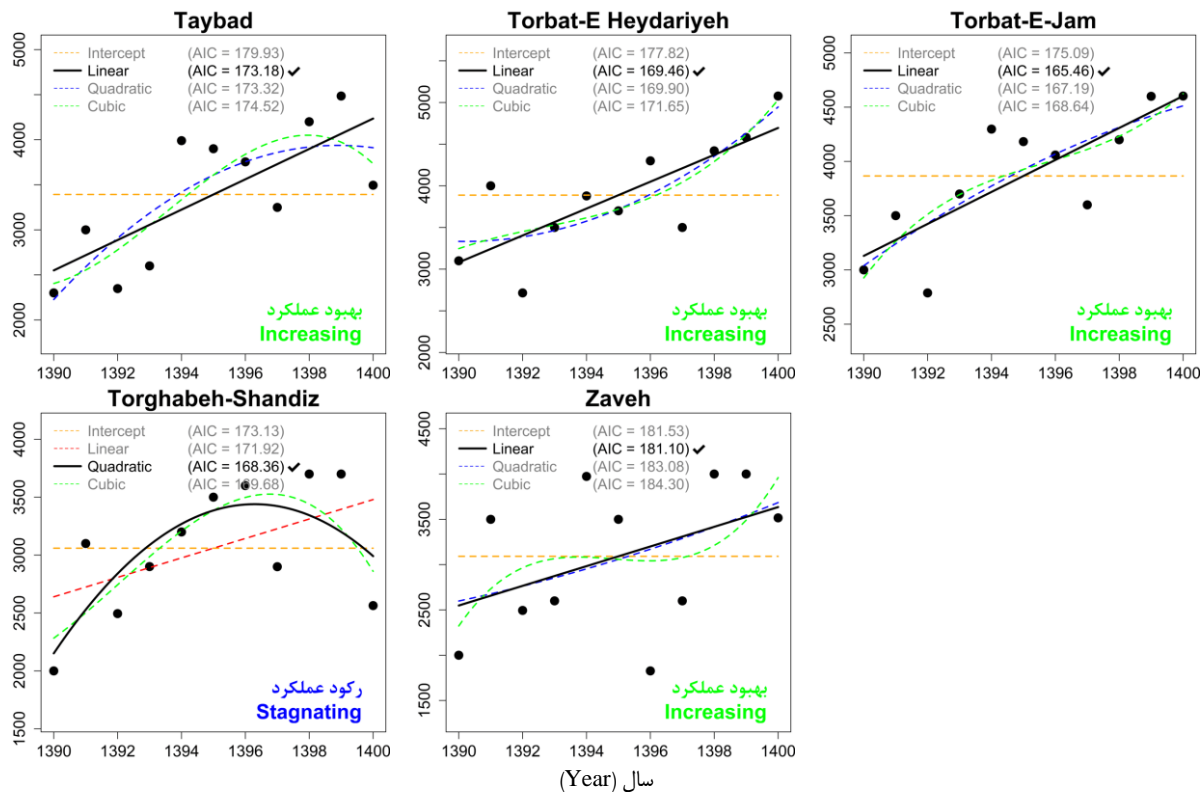 Taybad
Intercept (AIC = 179.93)
Linear (AIC = 173.18) ✔
Quadratic (AIC = 173.32)
Cubic (AIC = 174.52)
5000
4000
3000
2000
بهبود عملکرد
Increasing
1390 1392 1394 1396 1398 1400
Torbat-E Heydariyeh
Intercept (AIC = 177.82)
Linear (AIC = 169.46) ✔
Quadratic (AIC = 169.90)
Cubic (AIC = 171.65)
5000
4000
3000
2000
بهبود عملکرد
Increasing
1390 1392 1394 1396 1398 1400
Torbat-E-Jam
Intercept (AIC = 175.09)
Linear (AIC = 165.46) ✔
Quadratic (AIC = 167.19)
Cubic (AIC = 168.64)
5000
4500
4000
3500
3000
2500
بهبود عملکرد
Increasing
1390 1392 1394 1396 1398 1400
Torghabeh-Shandiz
Intercept (AIC = 173.13)
Linear (AIC = 171.92)
Quadratic (AIC = 168.36) ✔
Cubic (AIC = 169.68)
4000
3500
3000
2500
2000
1500
رکود عملکرد
Stagnating
1390 1392 1394 1396 1398 1400
Zaveh
Intercept (AIC = 181.53)
Linear (AIC = 181.10) ✔
Quadratic (AIC = 183.08)
Cubic (AIC = 184.30)
4500
3500
2500
1500
بهبود عملکرد
Increasing
1390 1392 1394 1396 1398 1400
سال (Year)